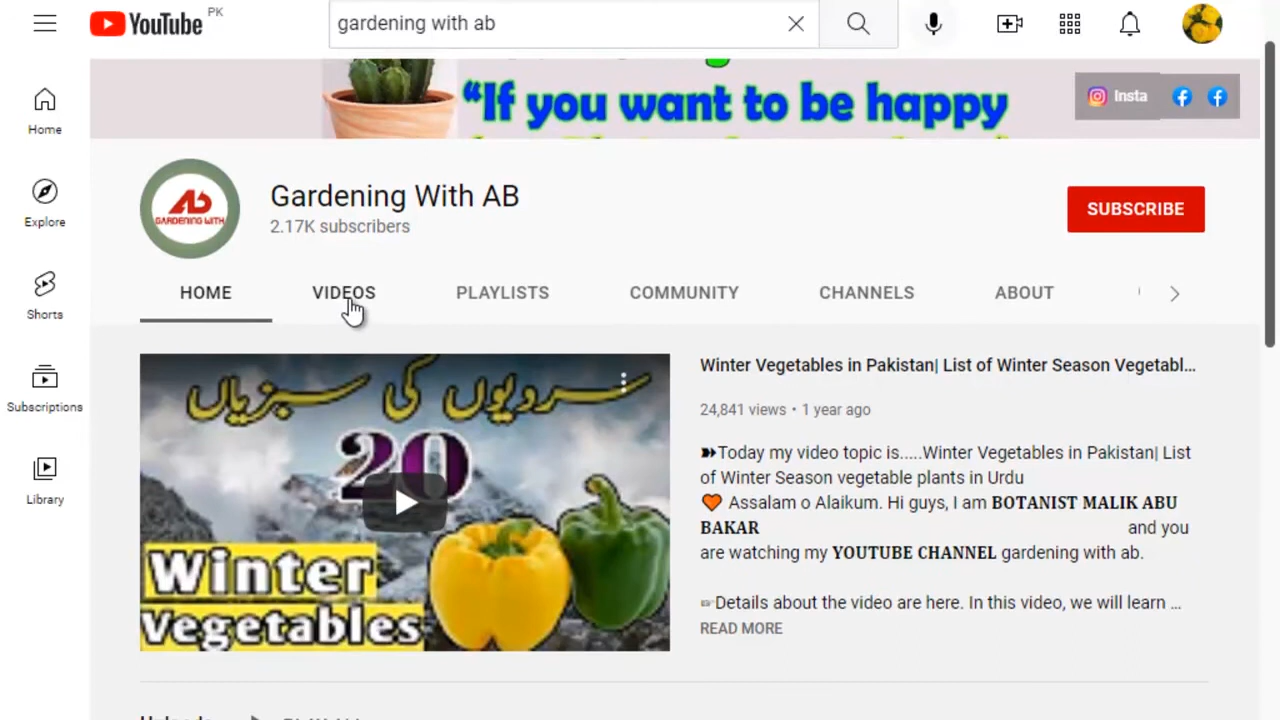 YouTube PK
gardening with ab
"If you want to be happy
Insta
Home
Explore
Shorts
Subscriptions
Library
Ab
GARDENING WITH
Gardening With AB
2.17K subscribers
SUBSCRIBE
HOME
VIDEOS
PLAYLISTS
COMMUNITY
CHANNELS
ABOUT
سردیوں کی سبزیاں
20
Winter
vegetables
Winter Vegetables in Pakistan| List of Winter Season Vegetabl...
24,841 views • 1 year ago
Today my video topic is.....Winter Vegetables in Pakistan| List
of Winter Season vegetable plants in Urdu
🧡 Assalam o Alaikum. Hi guys, I am BOTANIST MALIK ABU
BAKAR and you
are watching my YOUTUBE CHANNEL gardening with ab.
☞Details about the video are here. In this video, we will learn ...
READ MORE